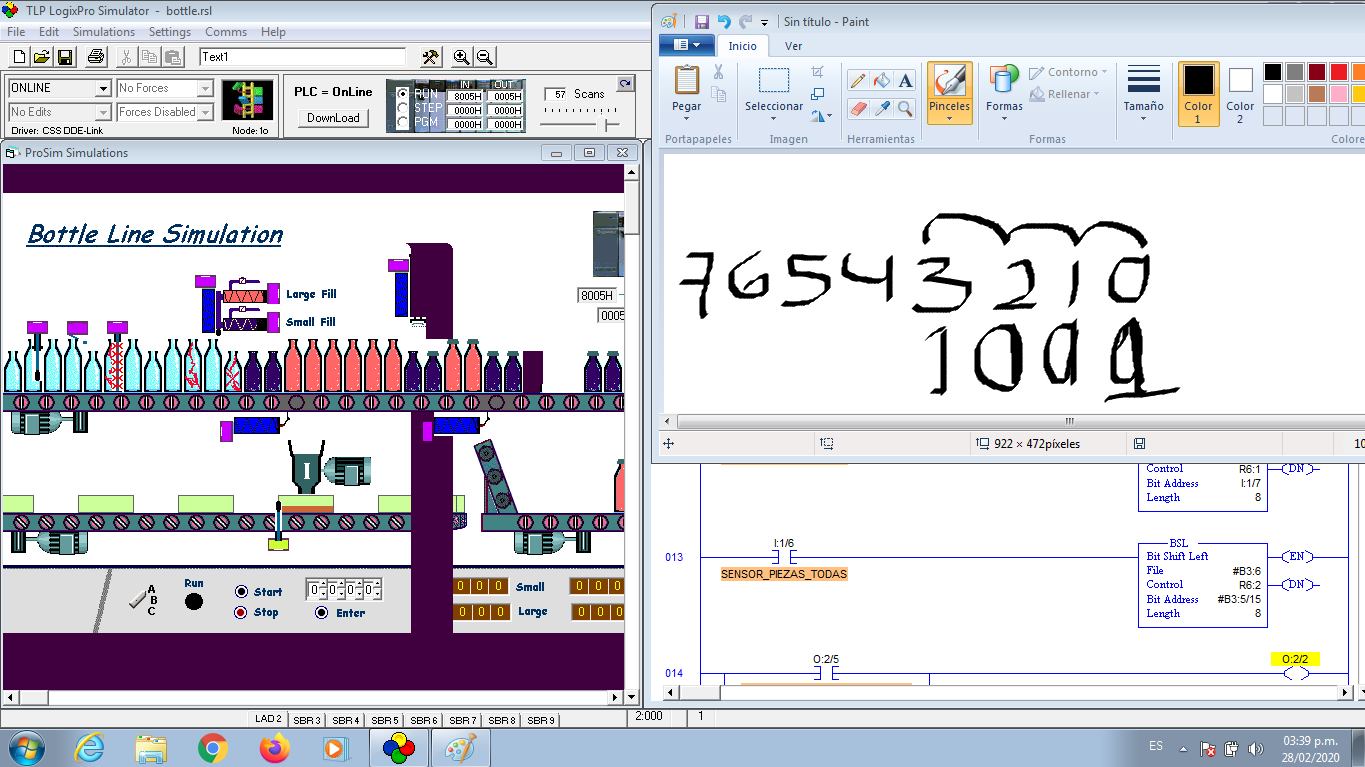 TLP LogixPro Simulator - bottle.rsl
File Edit Simulations Settings Comms Help
Text1
ONLINE No Forces
No Edits Forces Disabled
Driver: CSS DDE-Link Node: 1o
PLC = OnLine
DownLoad
RUN
STEP
PGM
IN OUT
8005H 0005H
0000H 0000H
0000H 0000H
57 Scans
ProSim Simulations
Bottle Line Simulation
Large Fill
Small Fill
8005H
0005
I
A
B
C
Run
Start
Stop
0 0 0 0
Enter
0 0 0 Small 0 0 0
0 0 0 Large 0 0 0
LAD 2 SBR 3 SBR 4 SBR 5 SBR 6 SBR 7 SBR 8 SBR 9
2:000 1
Sin título - Paint
Inicio Ver
Pegar
Portapapeles
Seleccionar
Imagen
A
Herramientas
Pinceles
Formas
Contorno
Rellenar
Formas
Tamaño
Color 1
Color 2
Colore
7 6 5 4 3 2 1 0
922 × 472píxeles
10
Control R6:1 (DN)
Bit Address I:1/7
Length 8
013
I:1/6
SENSOR_PIEZAS_TODAS
BSL
Bit Shift Left (EN)
File #B3:6
Control R6:2 (DN)
Bit Address #B3:5/15
Length 8
014
O:2/5
O:2/2
ES
03:39 p.m.
28/02/2020